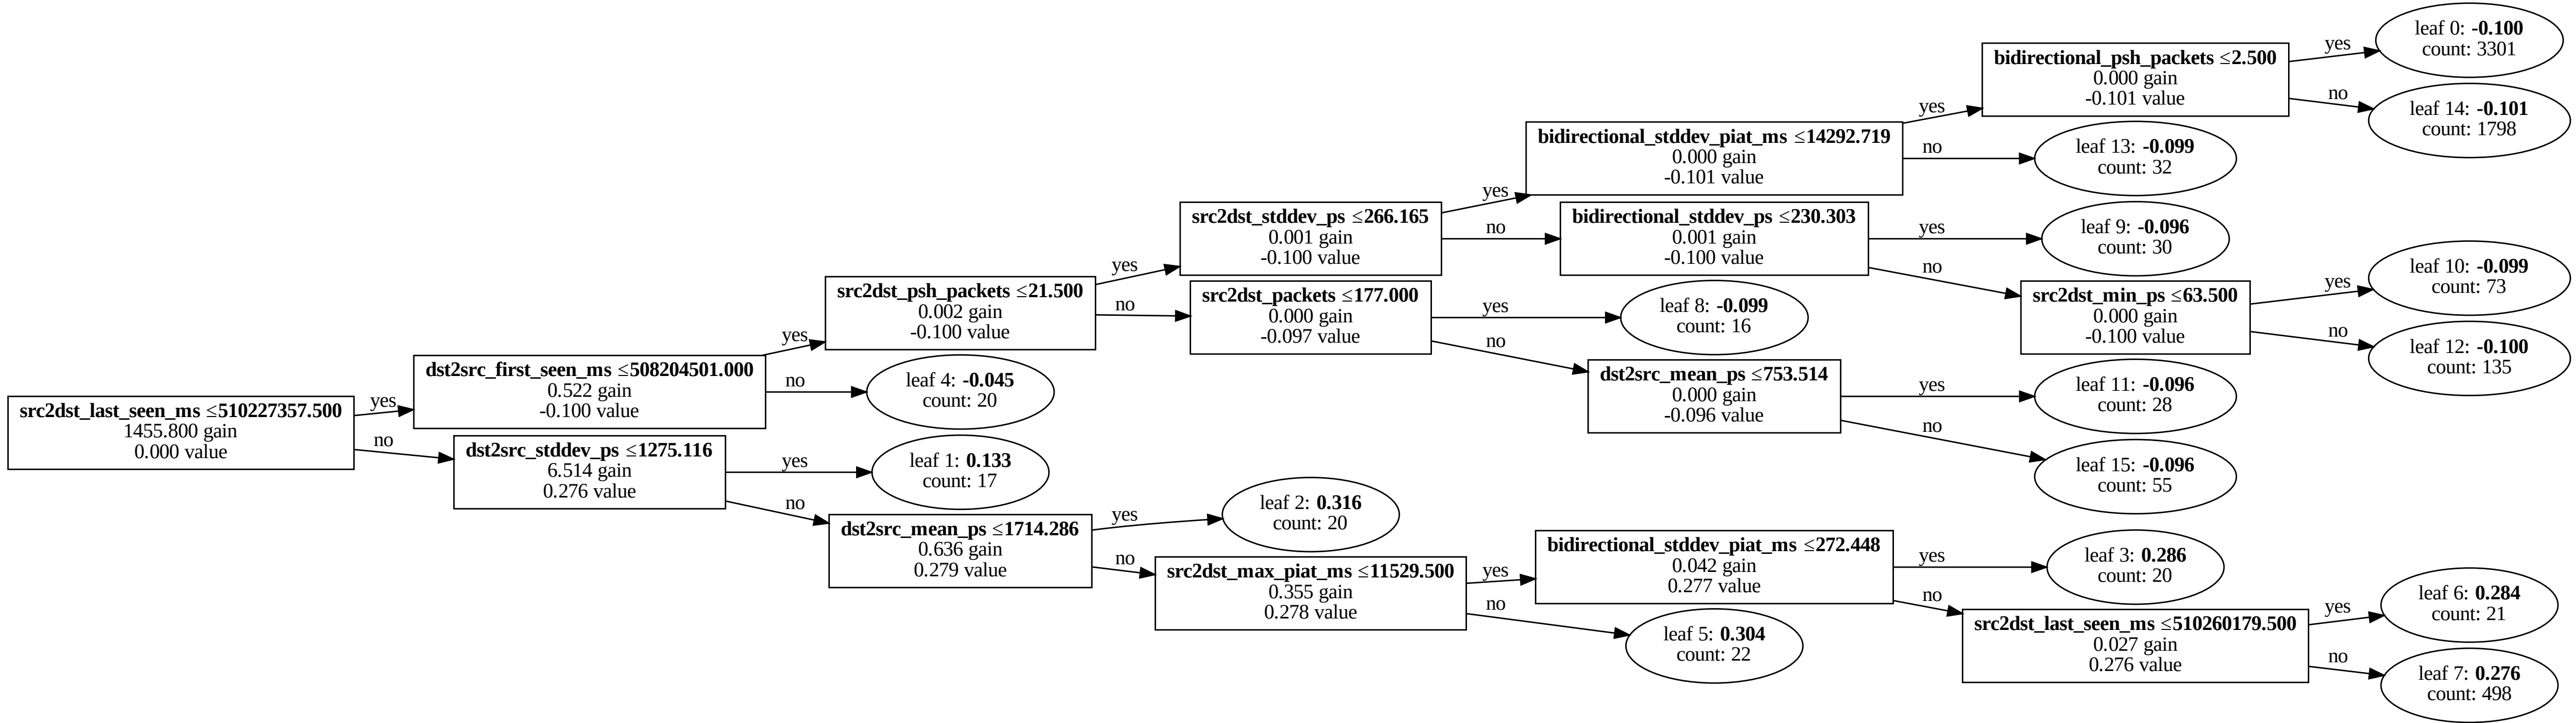 src2dst_last_seen_ms ≤510227357.500
1455.800 gain
0.000 value
yes
no
dst2src_first_seen_ms ≤508204501.000
0.522 gain
-0.100 value
yes
no
dst2src_stddev_ps ≤1275.116
6.514 gain
0.276 value
yes
no
src2dst_psh_packets ≤21.500
0.002 gain
-0.100 value
yes
no
leaf 4: -0.045
count: 20
leaf 1: 0.133
count: 17
dst2src_mean_ps ≤1714.286
0.636 gain
0.279 value
yes
no
src2dst_stddev_ps ≤266.165
0.001 gain
-0.100 value
yes
no
src2dst_packets ≤177.000
0.000 gain
-0.097 value
yes
no
leaf 2: 0.316
count: 20
src2dst_max_piat_ms ≤11529.500
0.355 gain
0.278 value
yes
no
bidirectional_stddev_piat_ms ≤14292.719
0.000 gain
-0.101 value
yes
no
bidirectional_stddev_ps ≤230.303
0.001 gain
-0.100 value
yes
no
leaf 8: -0.099
count: 16
dst2src_mean_ps ≤753.514
0.000 gain
-0.096 value
yes
no
bidirectional_stddev_piat_ms ≤272.448
0.042 gain
0.277 value
yes
no
leaf 5: 0.304
count: 22
bidirectional_psh_packets ≤2.500
0.000 gain
-0.101 value
yes
no
leaf 13: -0.099
count: 32
leaf 9: -0.096
count: 30
src2dst_min_ps ≤63.500
0.000 gain
-0.100 value
yes
no
leaf 11: -0.096
count: 28
leaf 15: -0.096
count: 55
leaf 3: 0.286
count: 20
src2dst_last_seen_ms ≤510260179.500
0.027 gain
0.276 value
yes
no
leaf 0: -0.100
count: 3301
leaf 14: -0.101
count: 1798
leaf 10: -0.099
count: 73
leaf 12: -0.100
count: 135
leaf 6: 0.284
count: 21
leaf 7: 0.276
count: 498